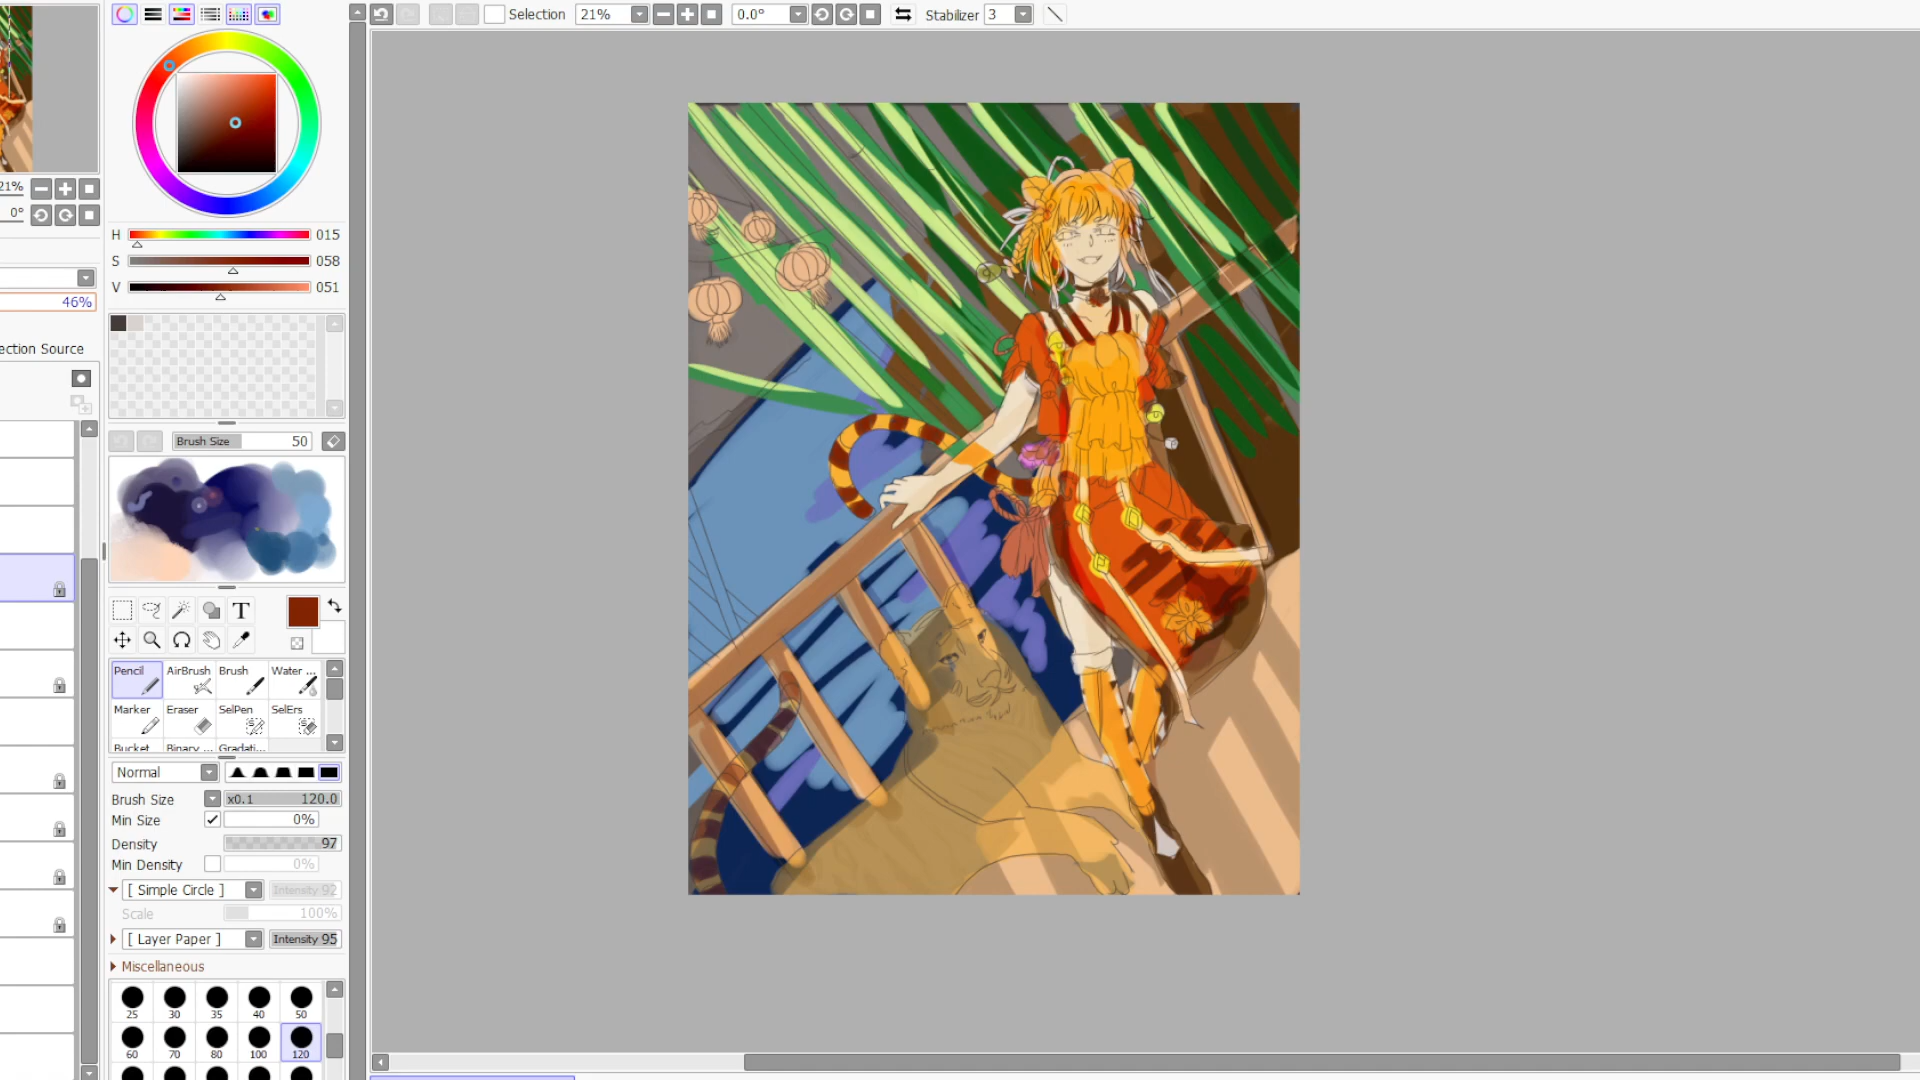 Selection 21% 0.0° Stabilizer 3
21%
0°
H 015
S 058
V 051
46%
ection Source
Brush Size 50
T
Pencil AirBrush Brush Water ...
Marker Eraser SelPen SelErs
Bucket Binary ... Gradati...
Normal
Brush Size x0.1 120.0
Min Size 0%
Density 97
Min Density 0%
[ Simple Circle ] Intensity 92
Scale 100%
[ Layer Paper ] Intensity 95
Miscellaneous
25 30 35 40 50
60 70 80 100 120